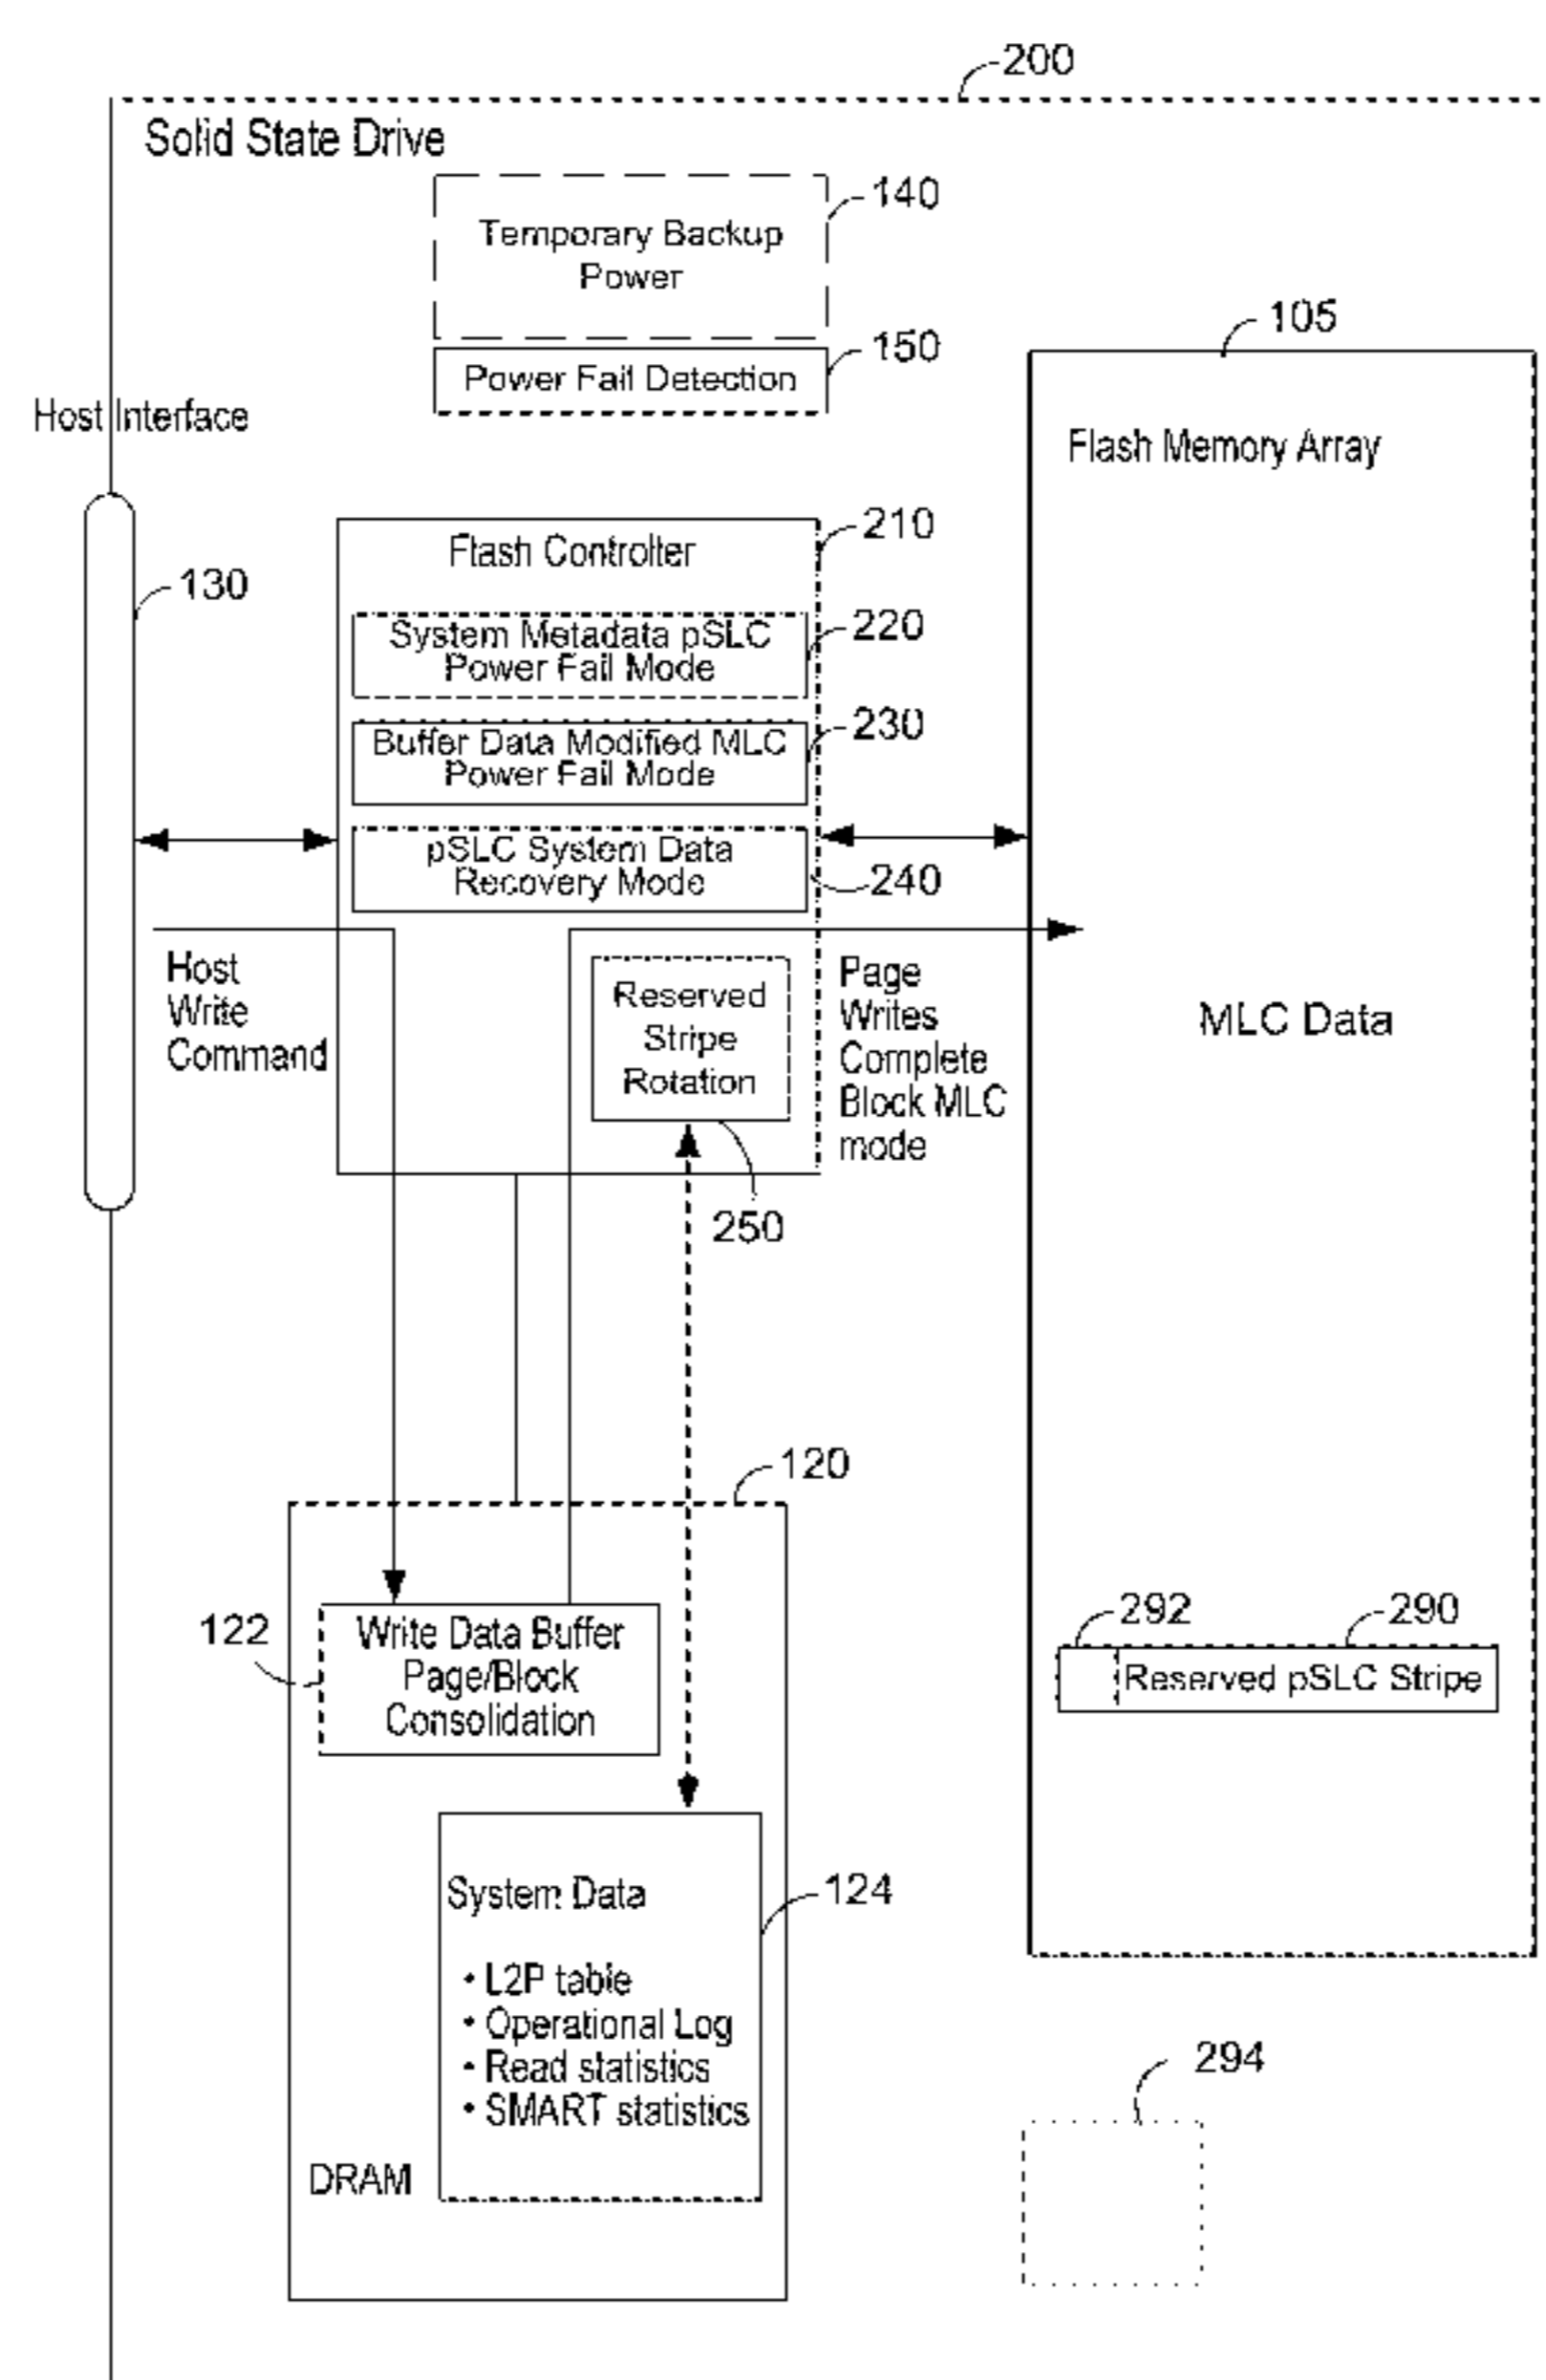 200
Solid State Drive
140
Temporary Backup
Power
150
Power Fail Detection
105
Host Interface
Flash Memory Array
210
Flash Controller
130
System Metadata pSLC
Power Fail Mode
220
Buffer Data Modified MLC
Power Fail Mode
230
pSLC System Data
Recovery Mode
240
Host
Write
Command
Reserved
Stripe
Rotation
Page
Writes
Complete
Block MLC
mode
MLC Data
250
120
122
Write Data Buffer
Page/Block
Consolidation
292
290
Reserved pSLC Stripe
System Data
124
• L2P table
• Operational Log
• Read statistics
• SMART statistics
DRAM
294